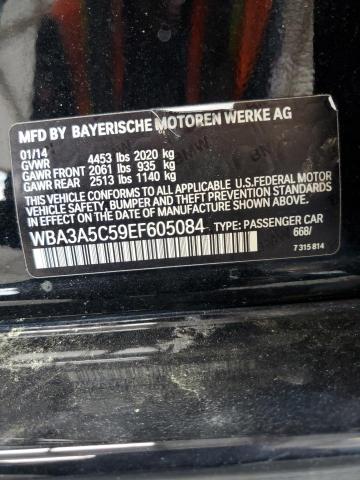 MFD BY BAYERISCHE MOTOREN WERKE AG
01/14
GVWR 4453 lbs 2020 kg
GAWR FRONT 2061 lbs 935 kg
GAWR REAR 2513 lbs 1140 kg
THIS VEHICLE CONFORMS TO ALL APPLICABLE U.S.FEDERAL MOTOR
VEHICLE SAFETY, BUMPER AND THEFT PREVENTION STANDARDS IN
EFFECT ON THE DATE OF MANUFACTURE SHOWN ABOVE.
WBA3A5C59EF605084 TYPE: PASSENGER CAR
668/
7 315 814